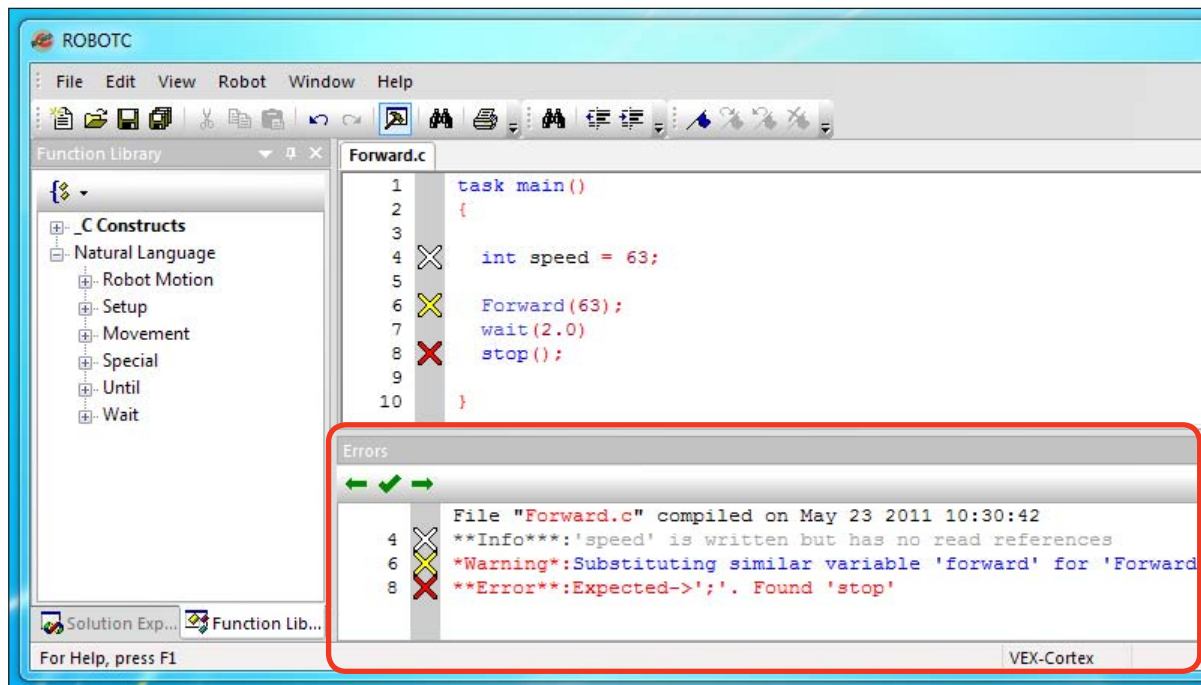 ROBOTC
File Edit View Robot Window Help
Function Library
Forward.c
_C Constructs
Natural Language
Robot Motion
Setup
Movement
Special
Until
Wait
1 task main()
2 {
3
4 int speed = 63;
5
6 Forward(63);
7 wait(2.0)
8 stop();
9
10 }
Errors
File "Forward.c" compiled on May 23 2011 10:30:42
4 **Info***:'speed' is written but has no read references
6 *Warning*:Substituting similar variable 'forward' for 'Forward
8 **Error**:Expected->';'. Found 'stop'
Solution Exp... Function Lib...
For Help, press F1
VEX-Cortex